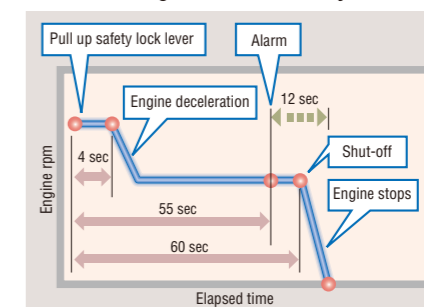 Pull up safety lock lever
Alarm
Engine deceleration
12 sec
4 sec
Shut-off
Engine stops
55 sec
60 sec
Engine rpm
Elapsed time